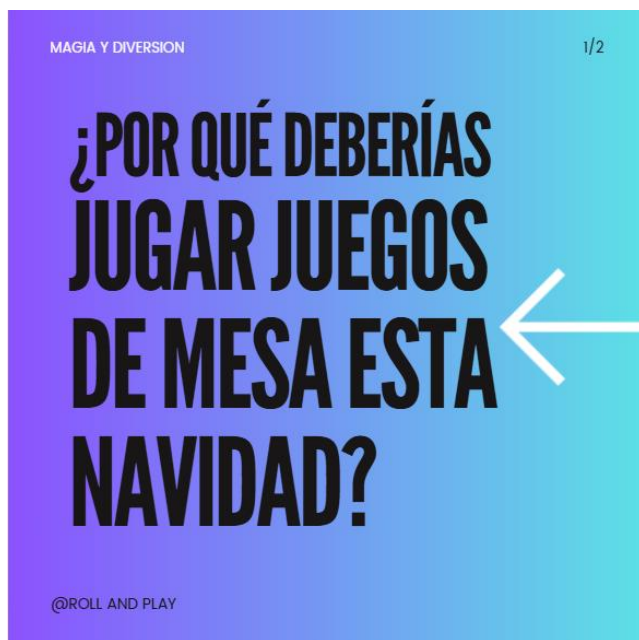 MAGIA Y DIVERSION
1/2
¿POR QUÉ DEBERÍAS
JUGAR JUEGOS
DE MESA ESTA
NAVIDAD?
@ROLL AND PLAY